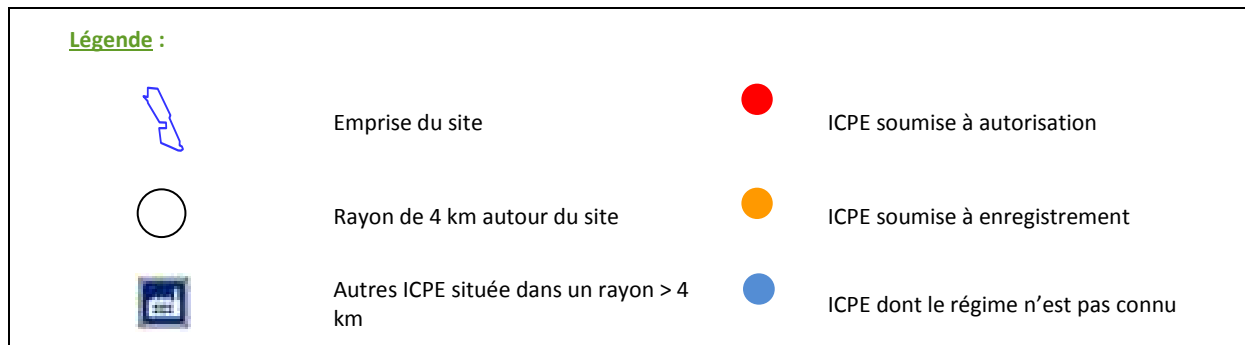 Légende :
Emprise du site
ICPE soumise à autorisation
Rayon de 4 km autour du site
ICPE soumise à enregistrement
Autres ICPE située dans un rayon > 4
km
ICPE dont le régime n’est pas connu